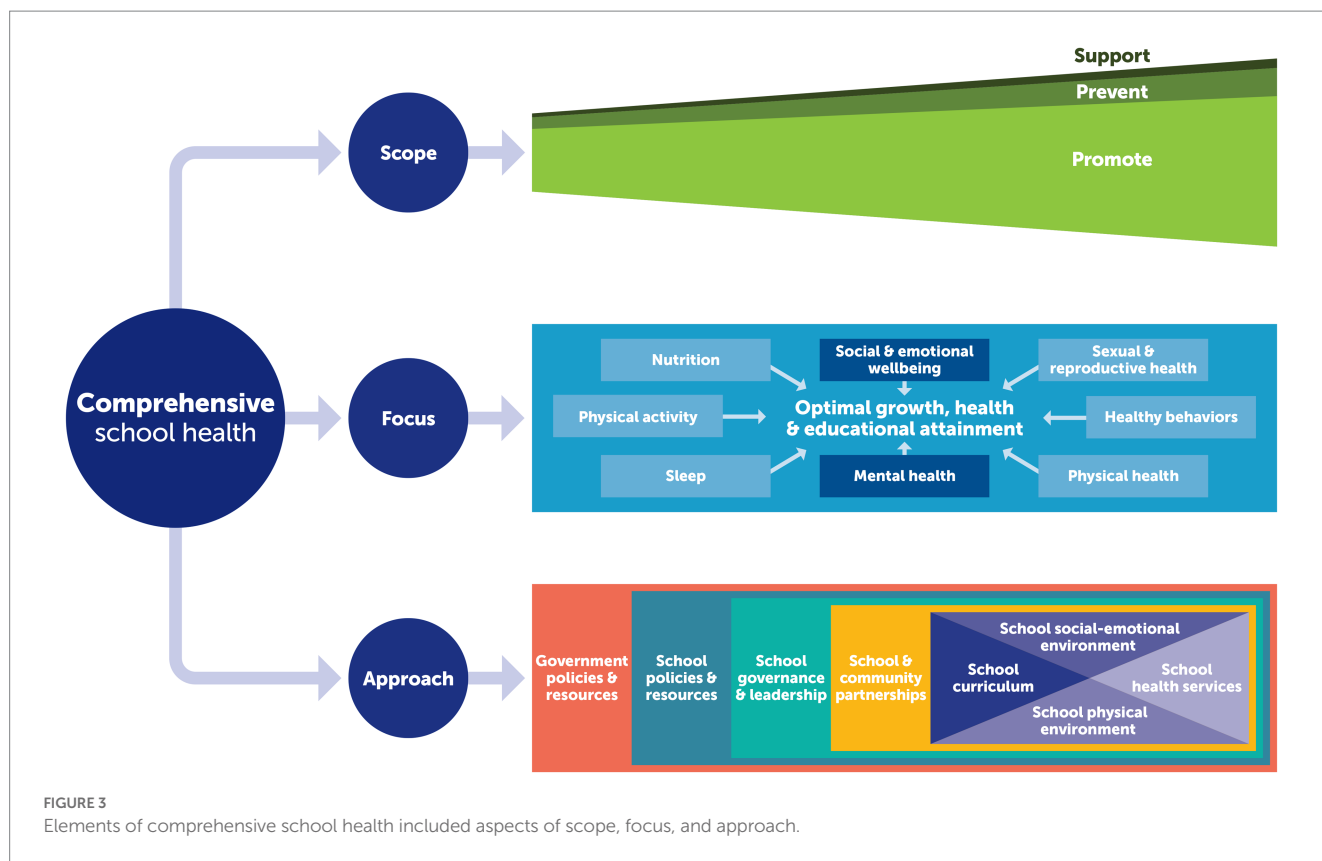 Support
Prevent
Promote
Scope
Comprehensive
school health
Focus
Nutrition
Social & emotional
wellbeing
Sexual &
reproductive health
Physical activity
Optimal growth, health
& educational attainment
Healthy behaviors
Sleep
Mental health
Physical health
Approach
Government
policies &
resources
School
policies &
resources
School
governance
& leadership
School &
community
partnerships
School social-emotional
environment
School
curriculum
School
health services
School physical
environment
FIGURE 3
Elements of comprehensive school health included aspects of scope, focus, and approach.